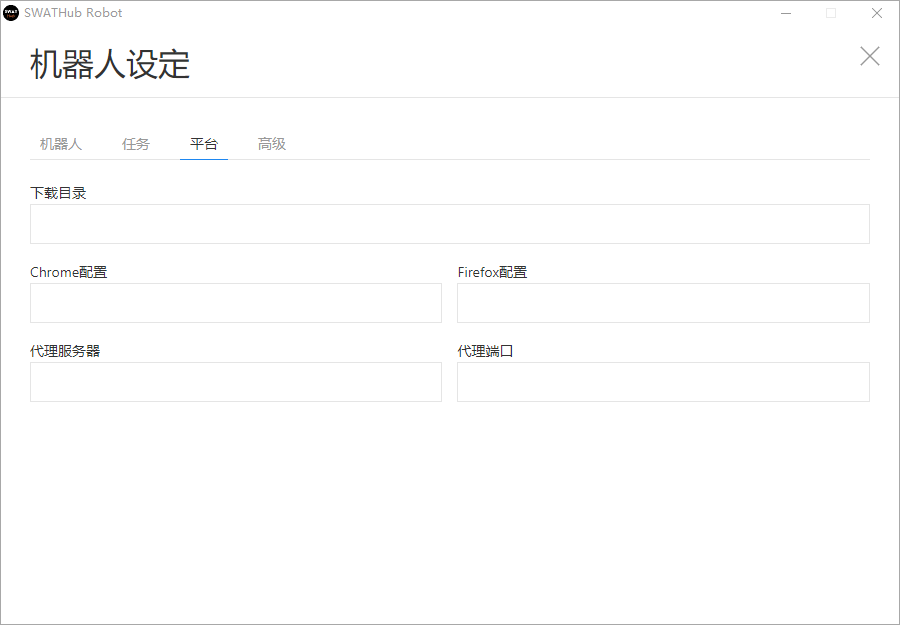 SWATHub Robot
机器人设定
机器人 任务 平台 高级
下载目录
Chrome配置 Firefox配置
代理服务器 代理端口